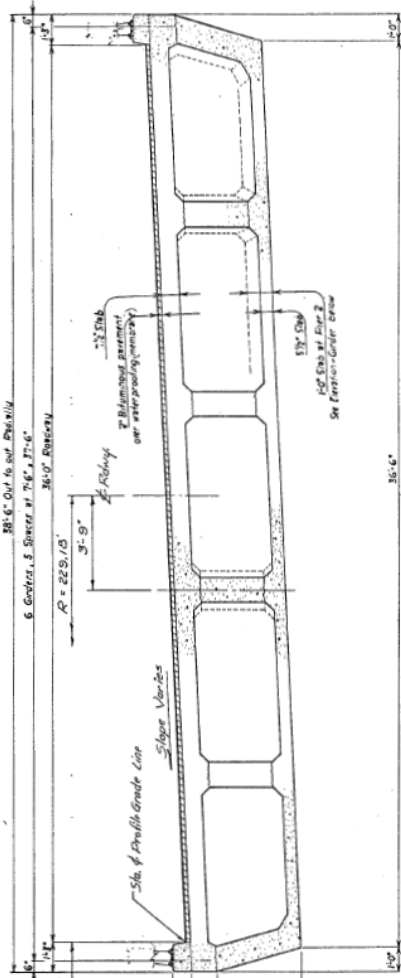 38'-6" Out to out Radially
6 Girders, 5 Spaces at 7'-6" = 37'-6"
6"
6"
36'-0" Roadway
1'-3"
1'-3"
R = 229.18'
3'-9"
℄ Rdwy.
Sta. & Profile Grade Line
Slope Varies
7½" Slab
2" Bituminous pavement
over waterproofing (membrane)
5½" Slab
1'-0" Slab at Pier 2
See Elevation-Girder below
1'-0"
36'-6"
1'-0"